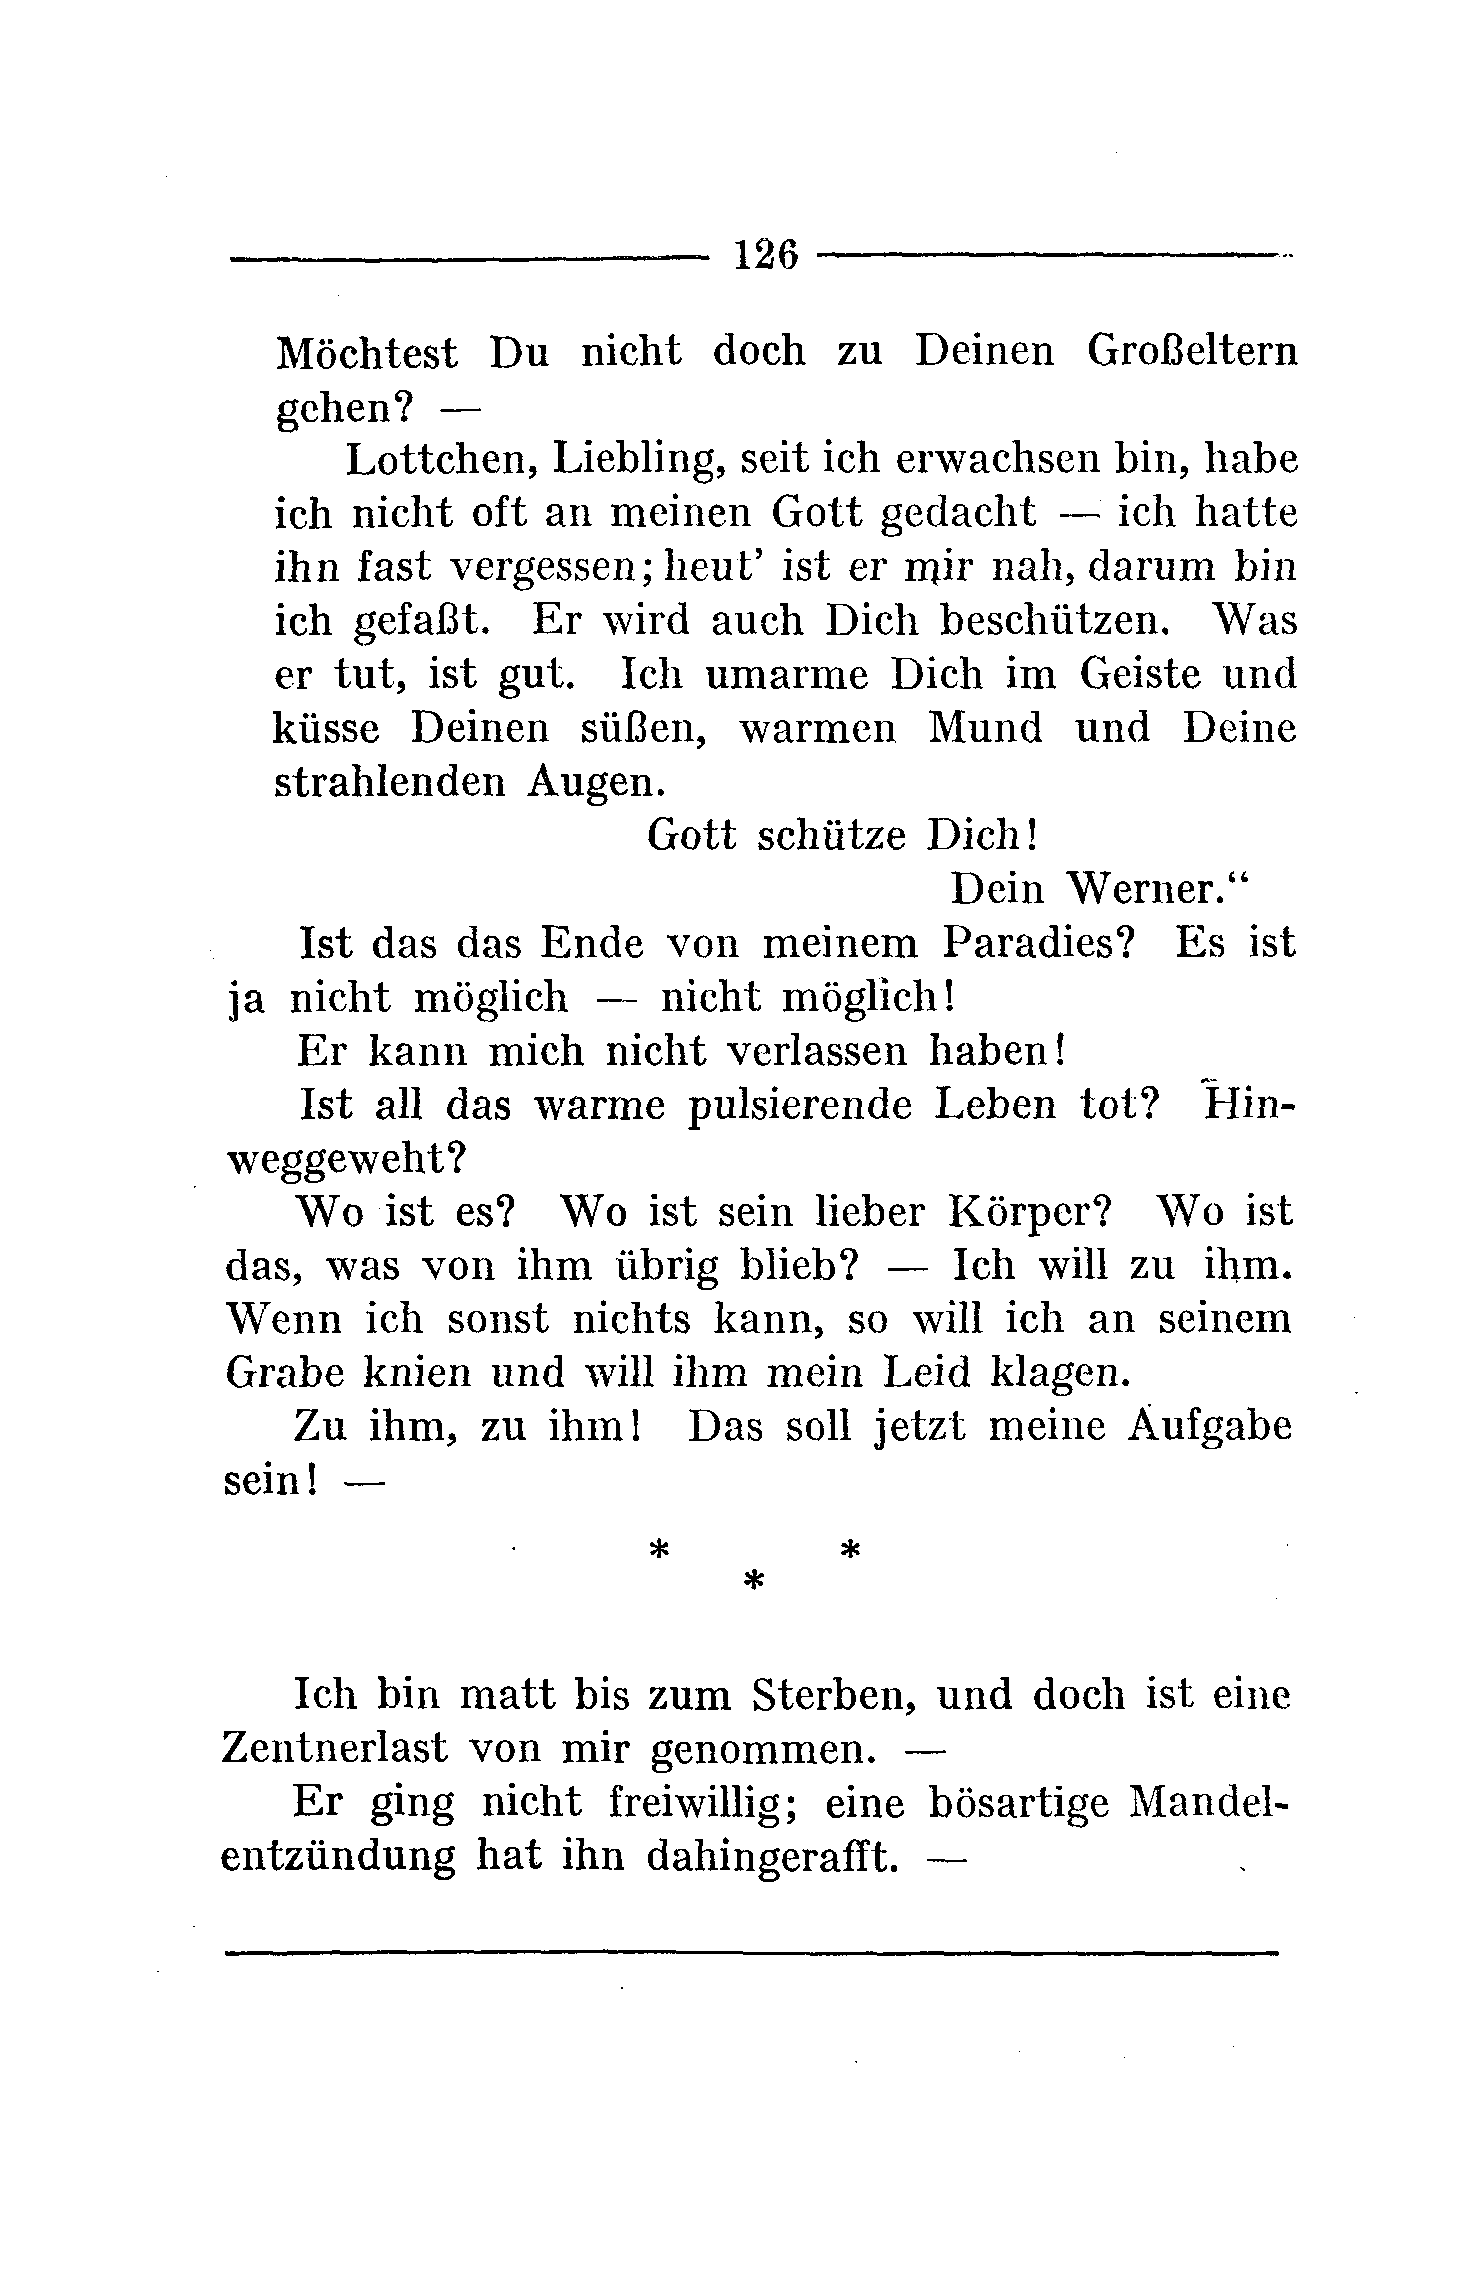 126
Möchtest Du nicht doch zu Deinen Großeltern
gehen? —
Lottchen, Liebling, seit ich erwachsen bin, habe
ich nicht oft an meinen Gott gedacht — ich hatte
ihn fast vergessen; heut’ ist er mir nah, darum bin
ich gefaßt. Er wird auch Dich beschützen. Was
er tut, ist gut. Ich umarme Dich im Geiste und
küsse Deinen süßen, warmen Mund und Deine
strahlenden Augen.
Gott schütze Dich!
Dein Werner.“
Ist das das Ende von meinem Paradies? Es ist
ja nicht möglich — nicht möglich!
Er kann mich nicht verlassen haben!
Ist all das warme pulsierende Leben tot? Hin-
weggeweht?
Wo ist es? Wo ist sein lieber Körper? Wo ist
das, was von ihm übrig blieb? — Ich will zu ihm.
Wenn ich sonst nichts kann, so will ich an seinem
Grabe knien und will ihm mein Leid klagen.
Zu ihm, zu ihm! Das soll jetzt meine Aufgabe
sein! —
* *
*
Ich bin matt bis zum Sterben, und doch ist eine
Zentnerlast von mir genommen. —
Er ging nicht freiwillig; eine bösartige Mandel-
entzündung hat ihn dahingerafft. —